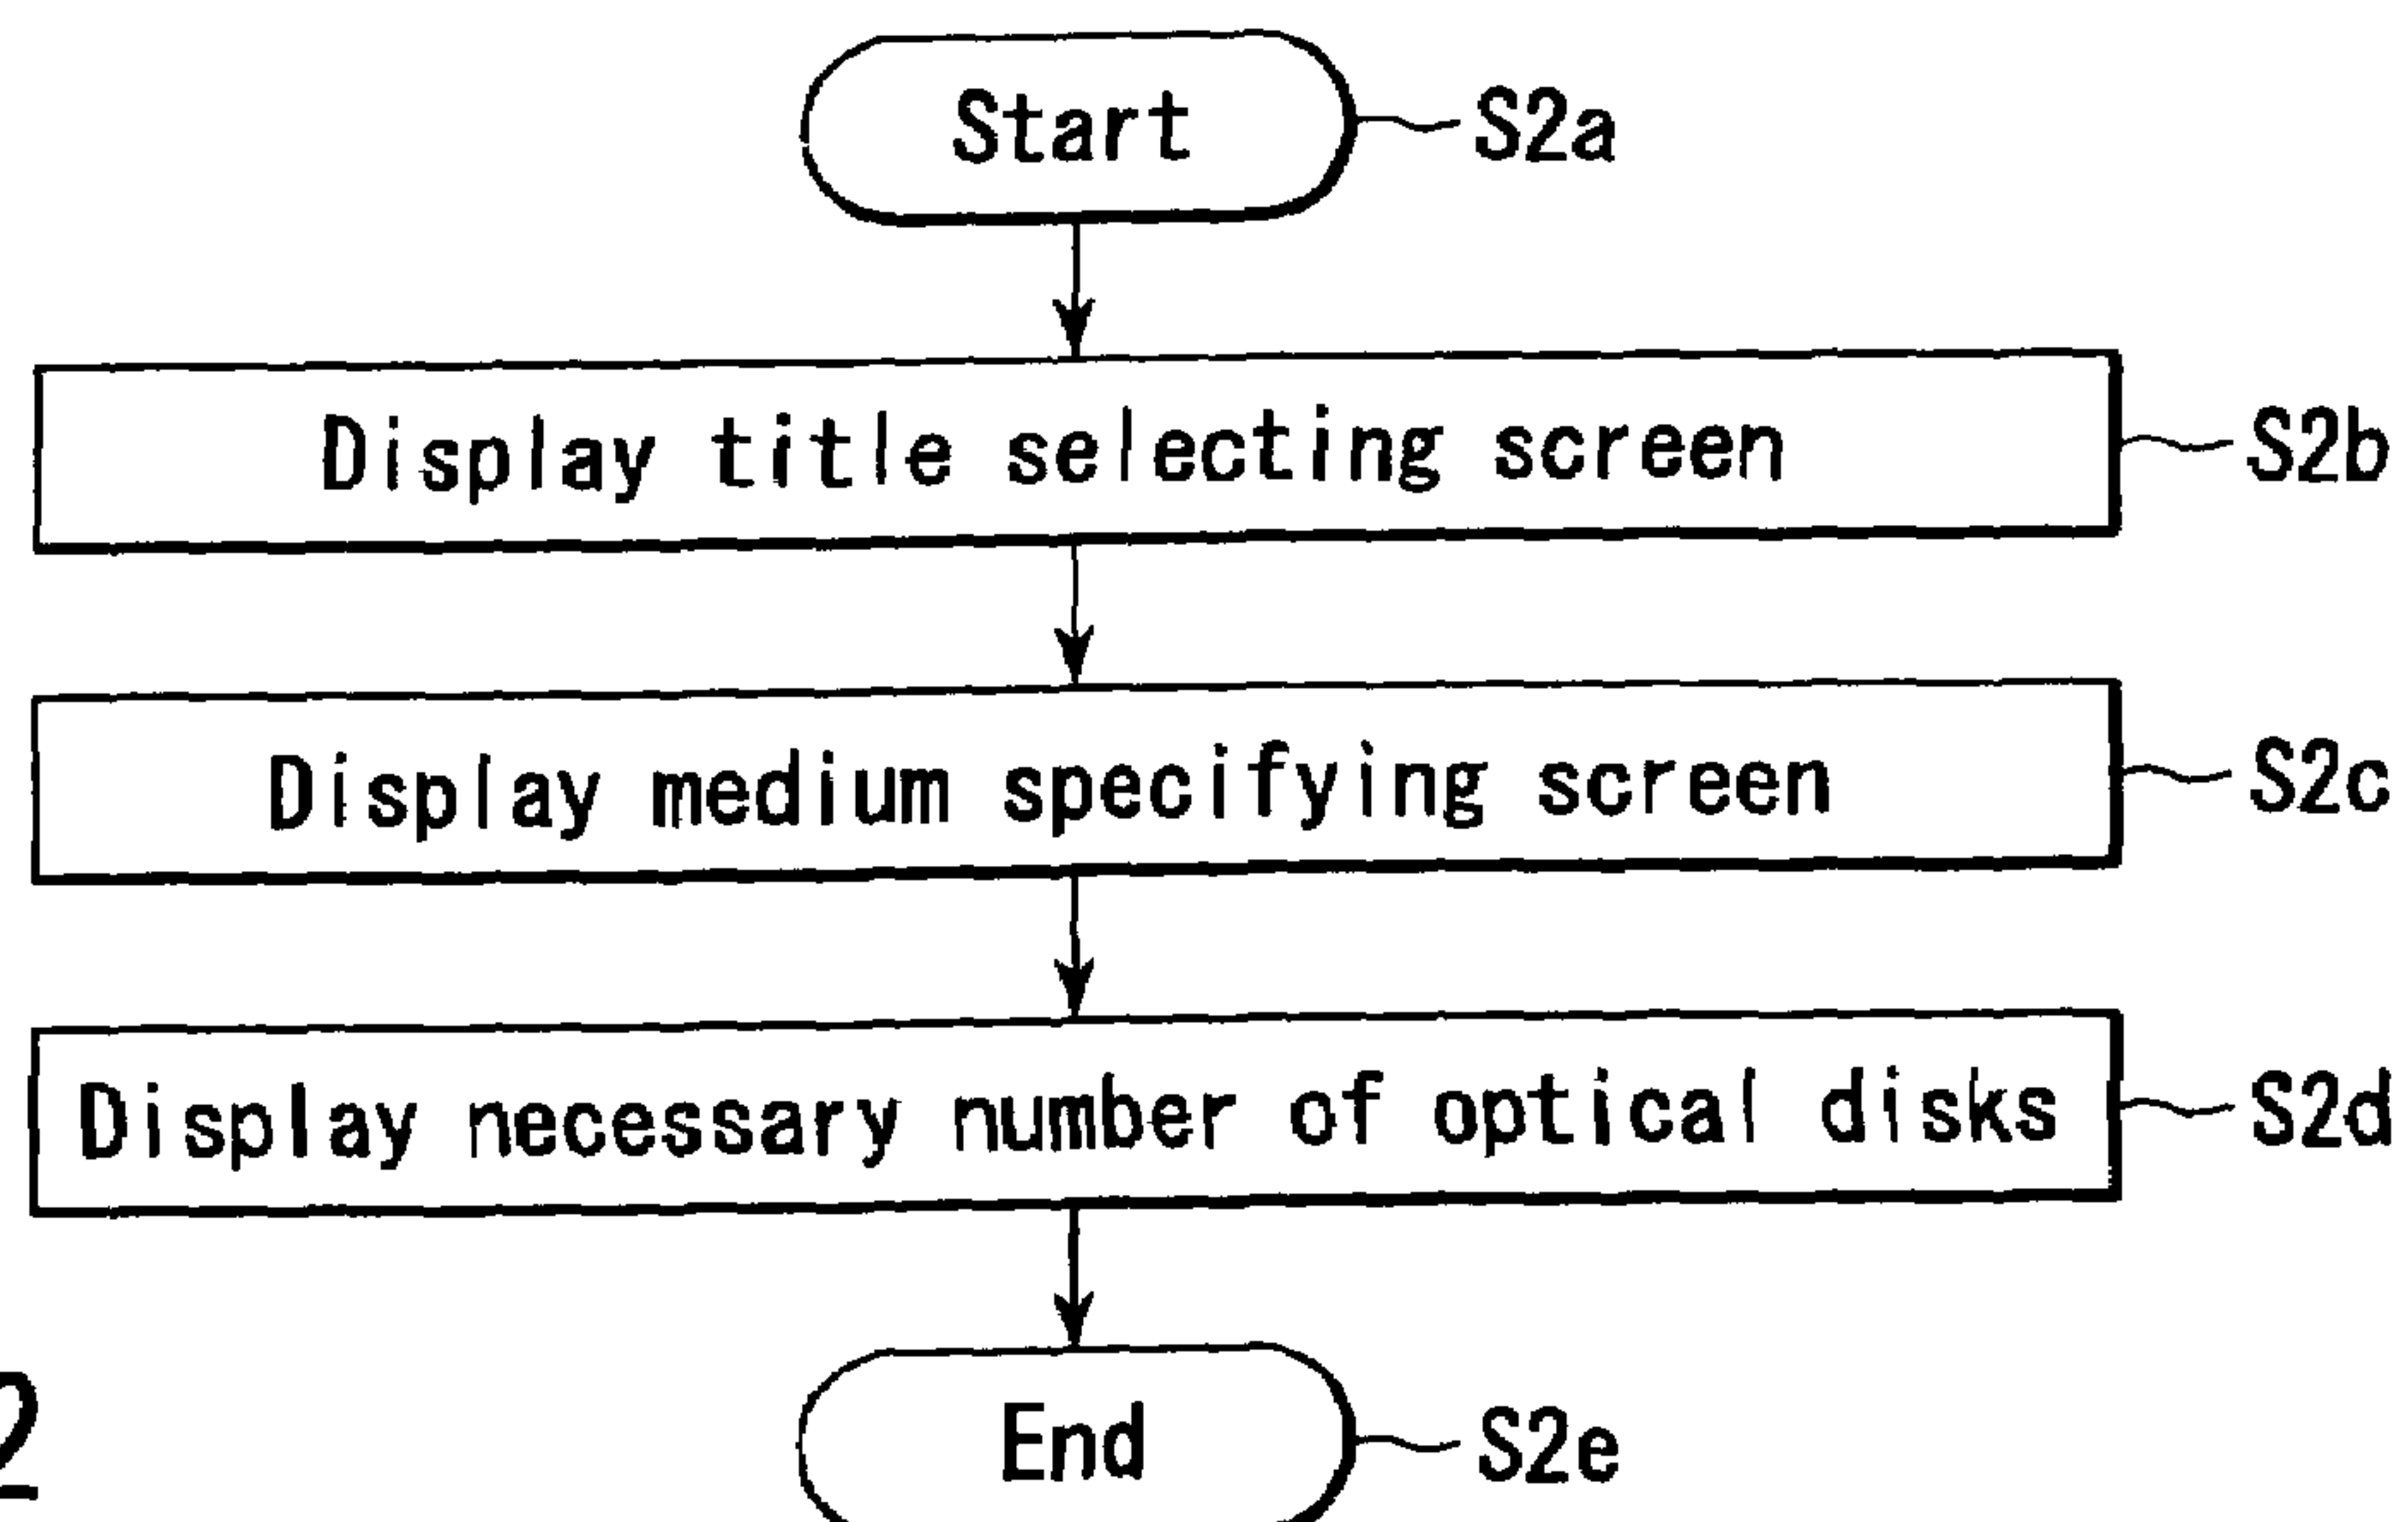 Start S2a
Display title selecting screen S2b
Display medium specifying screen S2c
Display necessary number of optical disks S2d
2
End S2e